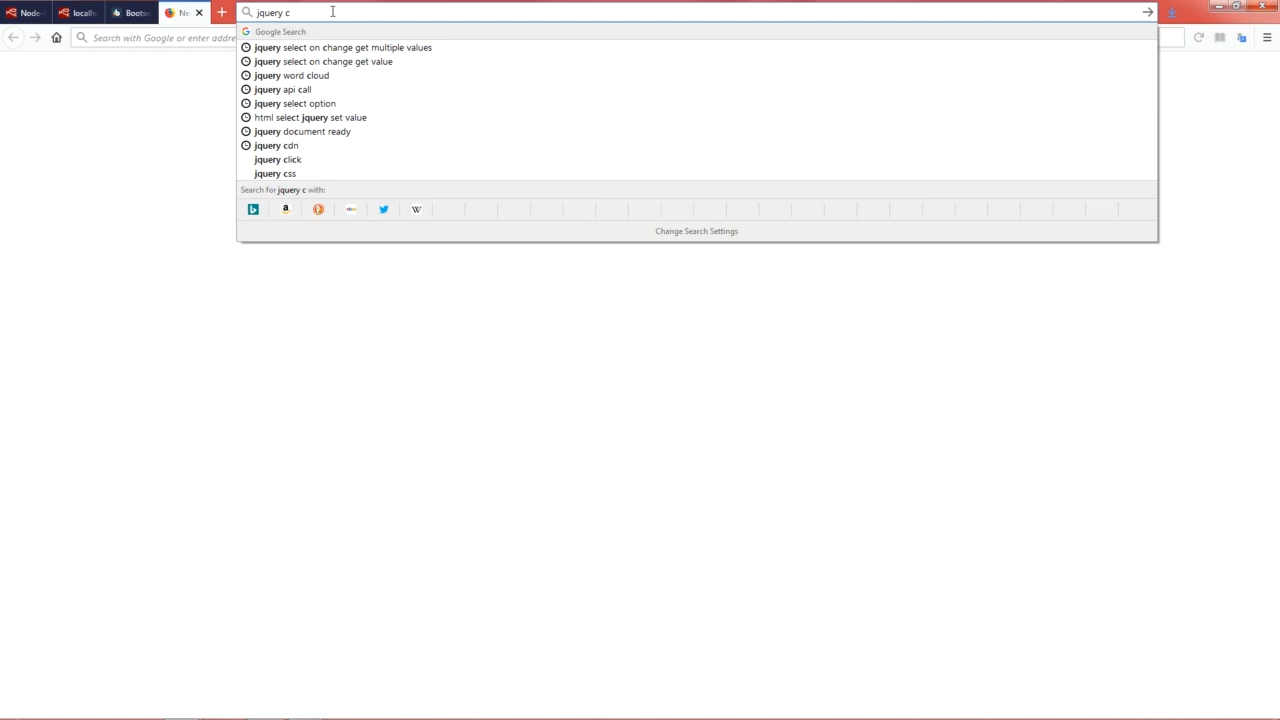 Node
localho
Boots
Ne
jquery c
Search with Google or enter addre
Google Search
jquery select on change get multiple values
jquery select on change get value
jquery word cloud
jquery api call
jquery select option
html select jquery set value
jquery document ready
jquery cdn
jquery click
jquery css
Search for jquery c with:
Change Search Settings